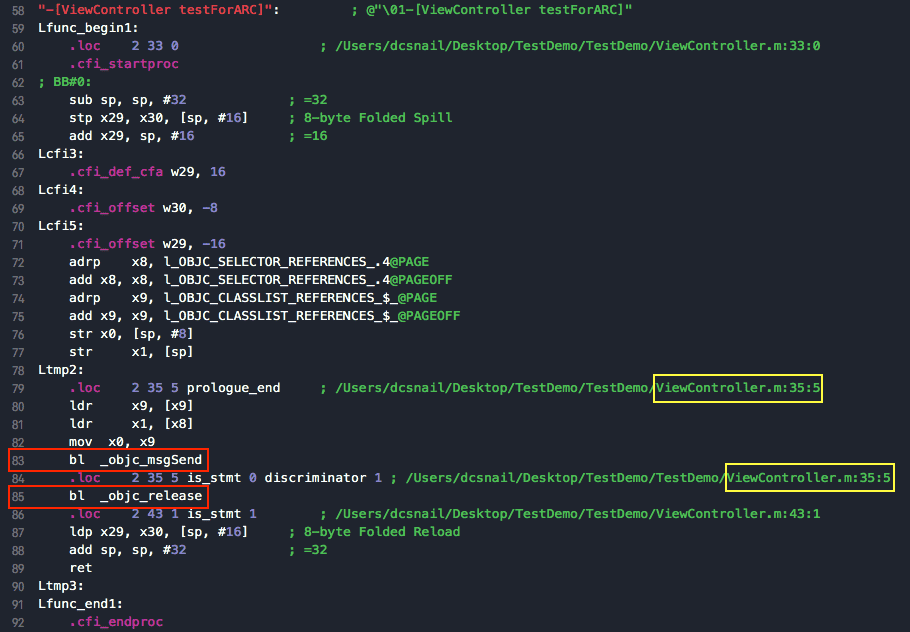 58 "-[ViewController testForARC]": ; @"\01-[ViewController testForARC]"
59 Lfunc_begin1:
60 .loc 2 33 0 ; /Users/dcsnail/Desktop/TestDemo/TestDemo/ViewController.m:33:0
61 .cfi_startproc
62 ; BB#0:
63 sub sp, sp, #32 ; =32
64 stp x29, x30, [sp, #16] ; 8-byte Folded Spill
65 add x29, sp, #16 ; =16
66 Lcfi3:
67 .cfi_def_cfa w29, 16
68 Lcfi4:
69 .cfi_offset w30, -8
70 Lcfi5:
71 .cfi_offset w29, -16
72 adrp x8, l_OBJC_SELECTOR_REFERENCES_.4@PAGE
73 add x8, x8, l_OBJC_SELECTOR_REFERENCES_.4@PAGEOFF
74 adrp x9, l_OBJC_CLASSLIST_REFERENCES_$_@PAGE
75 add x9, x9, l_OBJC_CLASSLIST_REFERENCES_$_@PAGEOFF
76 str x0, [sp, #8]
77 str x1, [sp]
78 Ltmp2:
79 .loc 2 35 5 prologue_end ; /Users/dcsnail/Desktop/TestDemo/TestDemo/ViewController.m:35:5
80 ldr x9, [x9]
81 ldr x1, [x8]
82 mov x0, x9
83 bl _objc_msgSend
84 .loc 2 35 5 is_stmt 0 discriminator 1 ; /Users/dcsnail/Desktop/TestDemo/TestDemo/ViewController.m:35:5
85 bl _objc_release
86 .loc 2 43 1 is_stmt 1 ; /Users/dcsnail/Desktop/TestDemo/TestDemo/ViewController.m:43:1
87 ldp x29, x30, [sp, #16] ; 8-byte Folded Reload
88 add sp, sp, #32 ; =32
89 ret
90 Ltmp3:
91 Lfunc_end1:
92 .cfi_endproc